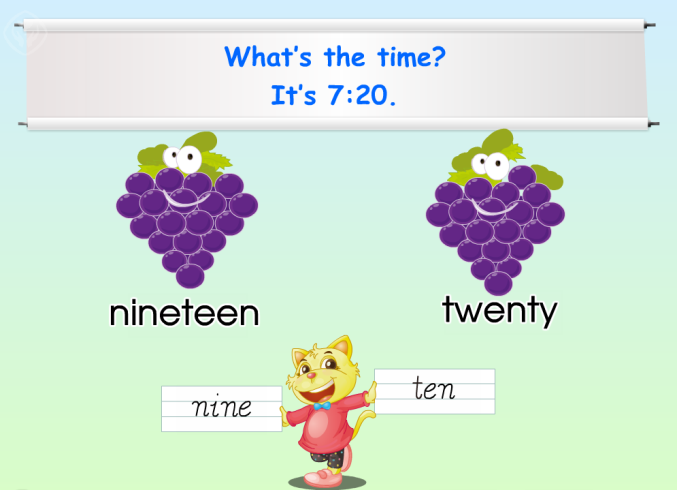 What's the time?
It's 7:20.
nineteen
twenty
nine
ten